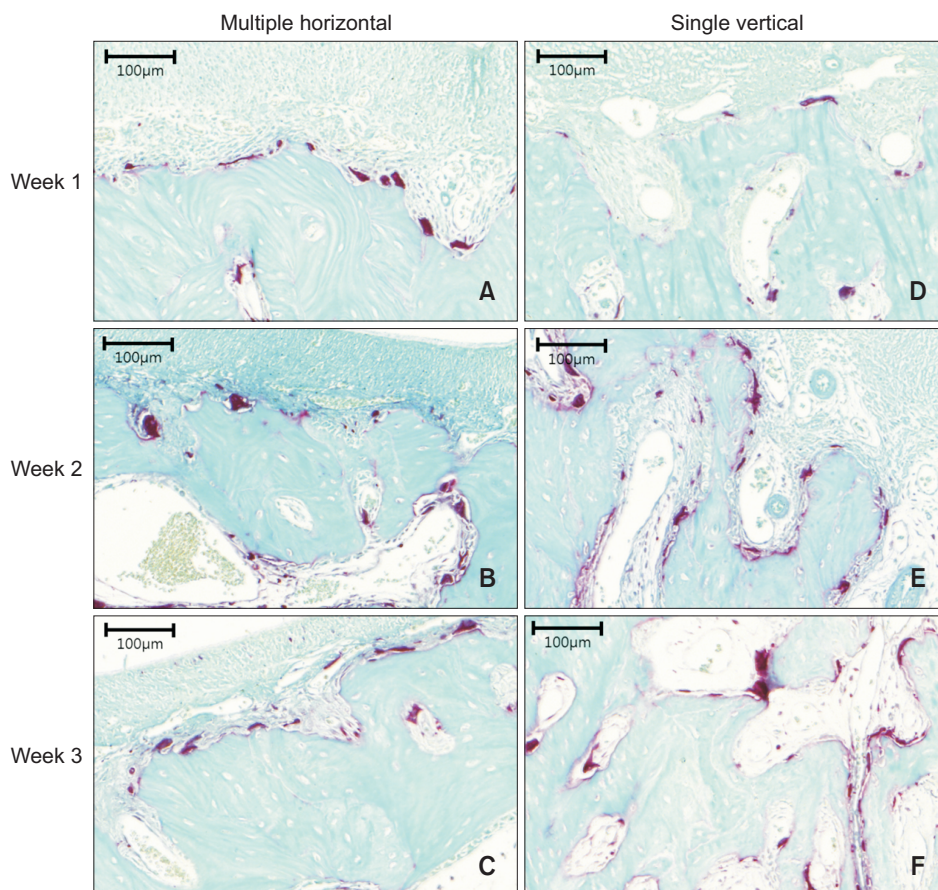 Multiple horizontal
Single vertical
Week 1
100µm
A
100µm
D
Week 2
100µm
B
100µm
E
Week 3
100µm
C
100µm
F